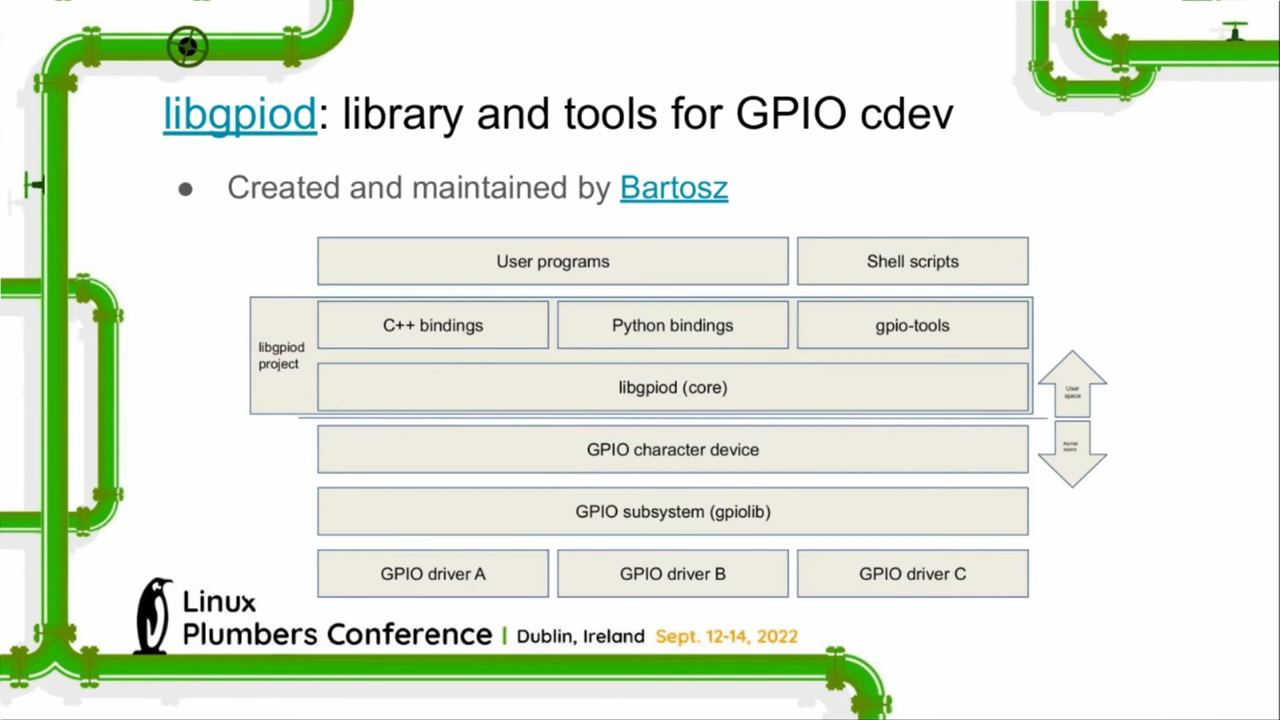 libgpiod: library and tools for GPIO cdev
● Created and maintained by Bartosz
User programs
Shell scripts
C++ bindings
Python bindings
gpio-tools
libgpiod
project
libgpiod (core)
User
space
Kernel
space
GPIO character device
GPIO subsystem (gpiolib)
GPIO driver A
GPIO driver B
GPIO driver C
Linux
Plumbers Conference | Dublin, Ireland Sept. 12-14, 2022